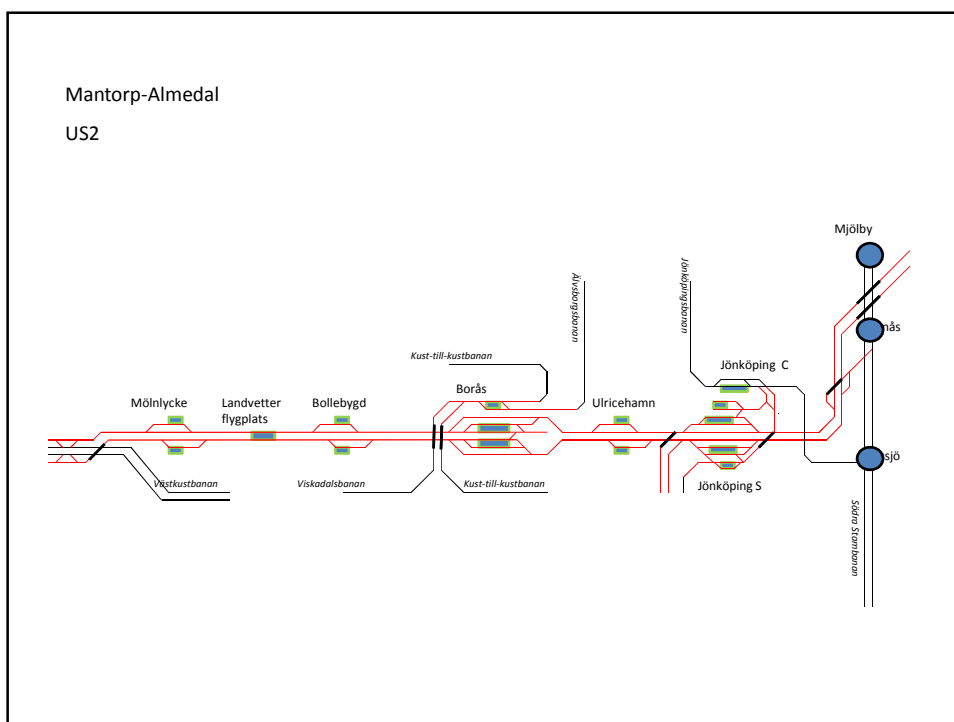 Mantorp-Almedal
US2
Mjölby
Älvsborgsbanan
Jönköpingsbanan
nås
Kust-till-kustbanan
Jönköping C
Borås
Mölnlycke
Landvetter
flygplats
Bollebygd
Ulricehamn
sjö
Västkustbanan
Viskadalsbanan
Kust-till-kustbanan
Jönköping S
Södra Stambanan